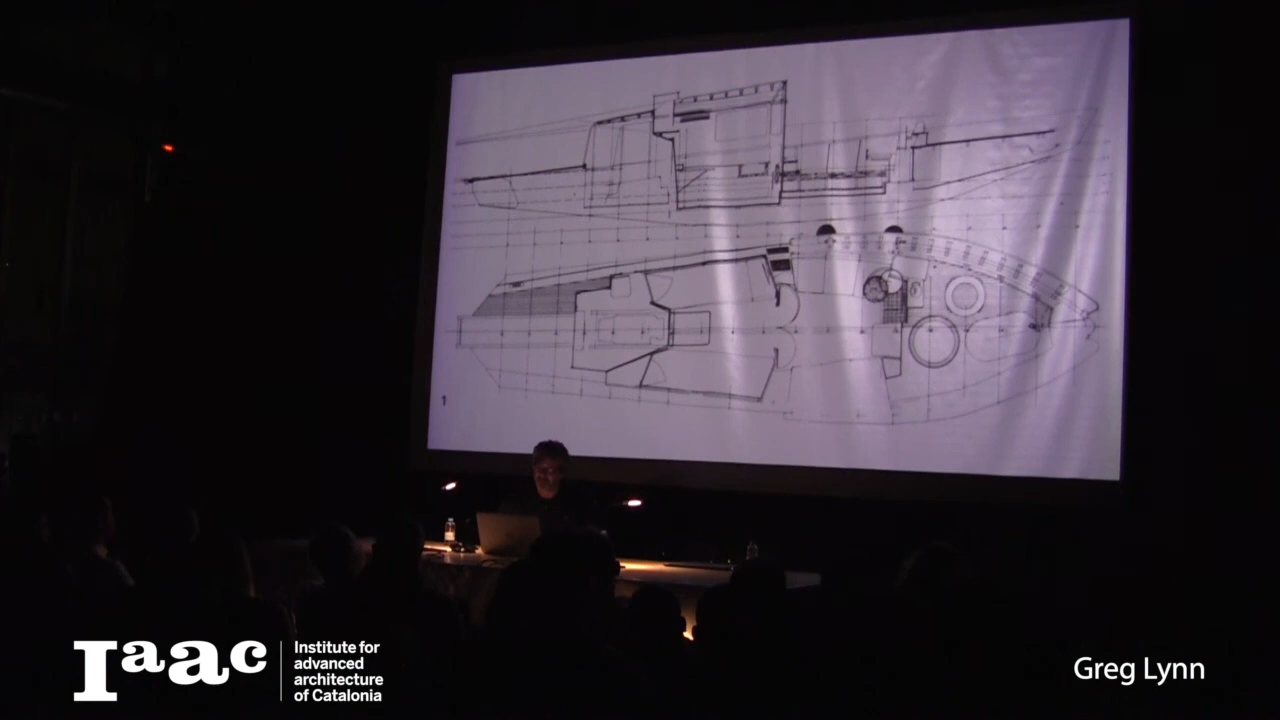 1
Iaac
Institute for
advanced
architecture
of Catalonia
Greg Lynn